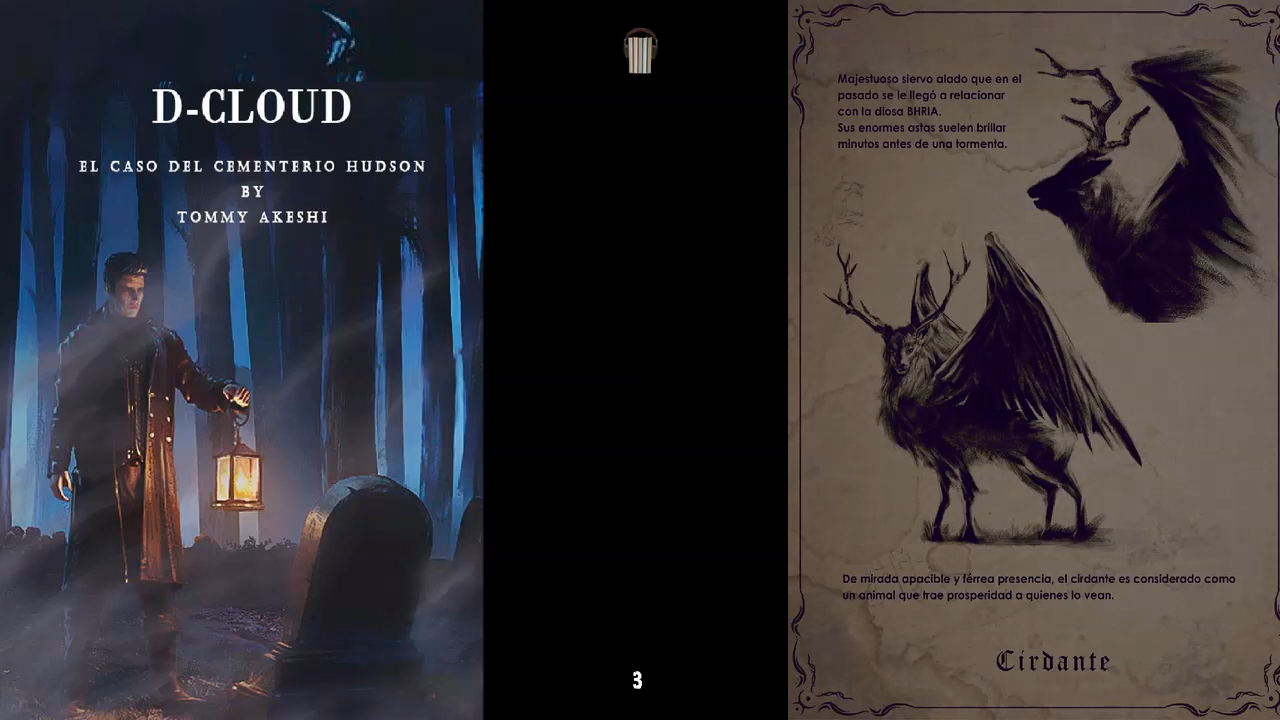 D-CLOUD
EL CASO DEL CEMENTERIO HUDSON
BY
TOMMY AKESHI
3
Majestuoso siervo alado que en el
pasado se le llegó a relacionar
con la diosa BHRIA.
Sus enormes astas suelen brillar
minutos antes de una tormenta.
De mirada apacible y férrea presencia, el cirdante es considerado como
un animal que trae prosperidad a quienes lo vean.
Cirdante